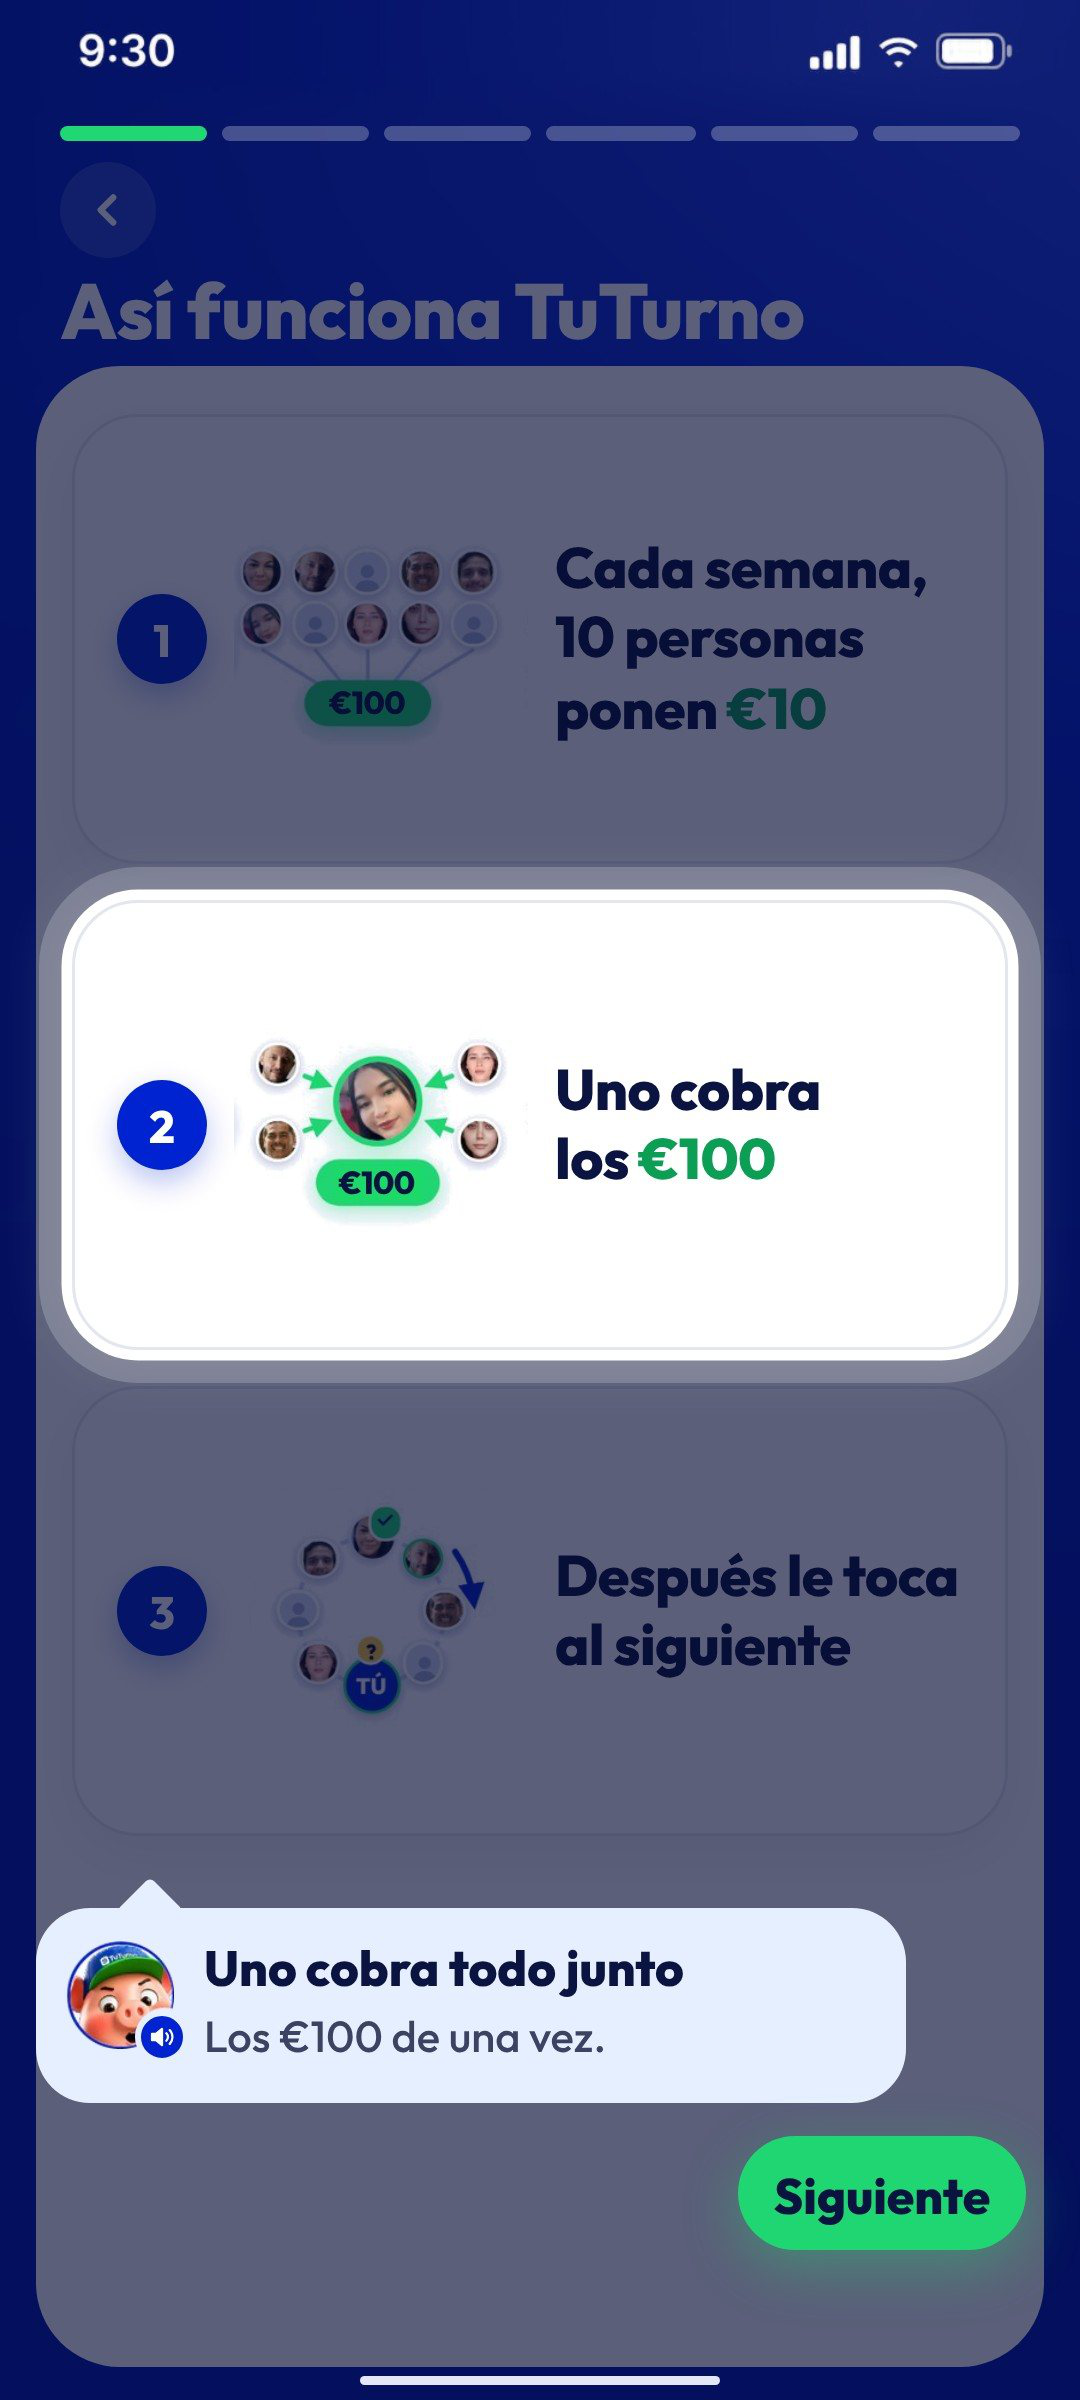 9:30
Así funciona TuTurno
1
€100
Cada semana,
10 personas
ponen €10
2
€100
Uno cobra
los €100
3
?
TÚ
Después le toca
al siguiente
TuTurno
Uno cobra todo junto
Los €100 de una vez.
Siguiente